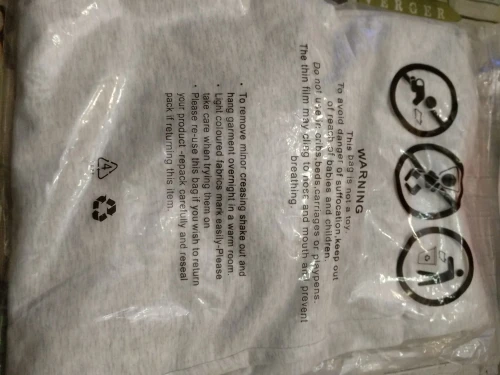 VERGER
WARNING
This bag is not a toy.
To avoid danger of suffocation,keep out
of reach of babies and children.
Do not use in cribs,beds,carriages or playpens.
The thin film may cling to nose and mouth and prevent
breathing.
• To remove minor creasing shake out and
hang garment overnight in a warm room.
• Light coloured fabrics mark easily-Please
take care when trying them on
• Please re-use this bag if you wish to return
your product -repack carefully and reseal
pack if returning this item.
4